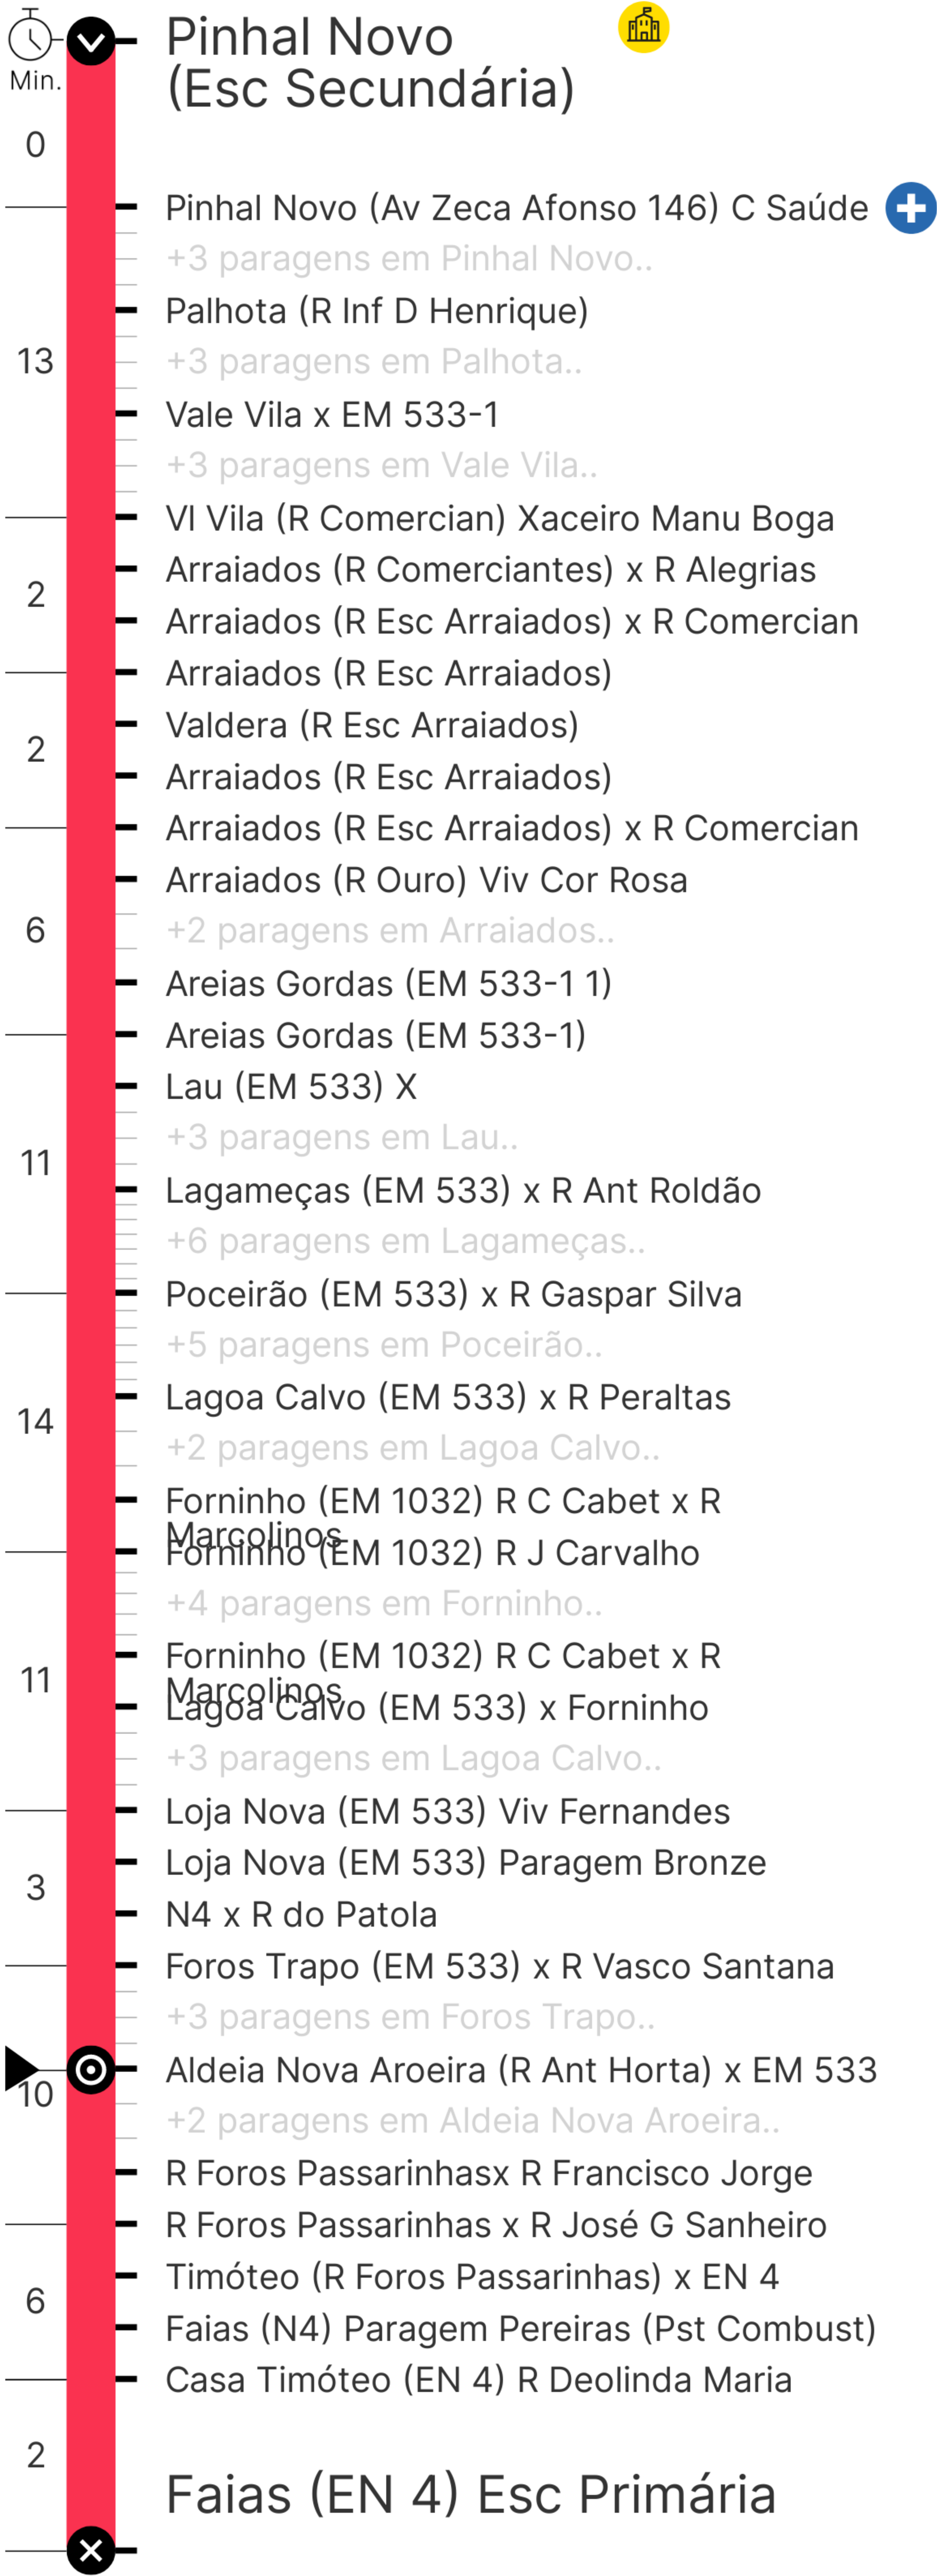 Pinhal Novo
(Esc Secundária)
Min.
0
Pinhal Novo (Av Zeca Afonso 146) C Saúde
+3 paragens em Pinhal Novo..
Palhota (R Inf D Henrique)
13
+3 paragens em Palhota..
Vale Vila x EM 533-1
+3 paragens em Vale Vila..
Vl Vila (R Comercian) Xaceiro Manu Boga
Arraiados (R Comerciantes) x R Alegrias
2
Arraiados (R Esc Arraiados) x R Comercian
Arraiados (R Esc Arraiados)
Valdera (R Esc Arraiados)
2
Arraiados (R Esc Arraiados)
Arraiados (R Esc Arraiados) x R Comercian
Arraiados (R Ouro) Viv Cor Rosa
6
+2 paragens em Arraiados..
Areias Gordas (EM 533-1 1)
Areias Gordas (EM 533-1)
Lau (EM 533) X
+3 paragens em Lau..
11
Lagameças (EM 533) x R Ant Roldão
+6 paragens em Lagameças..
Poceirão (EM 533) x R Gaspar Silva
+5 paragens em Poceirão..
Lagoa Calvo (EM 533) x R Peraltas
14
+2 paragens em Lagoa Calvo..
Forninho (EM 1032) R C Cabet x R
Marcolinos
Forninho (EM 1032) R J Carvalho
+4 paragens em Forninho..
Forninho (EM 1032) R C Cabet x R
11
Marcolinos
Lagoa Calvo (EM 533) x Forninho
+3 paragens em Lagoa Calvo..
Loja Nova (EM 533) Viv Fernandes
Loja Nova (EM 533) Paragem Bronze
3
N4 x R do Patola
Foros Trapo (EM 533) x R Vasco Santana
+3 paragens em Foros Trapo..
Aldeia Nova Aroeira (R Ant Horta) x EM 533
10
+2 paragens em Aldeia Nova Aroeira..
R Foros Passarinhasx R Francisco Jorge
R Foros Passarinhas x R José G Sanheiro
Timóteo (R Foros Passarinhas) x EN 4
6
Faias (N4) Paragem Pereiras (Pst Combust)
Casa Timóteo (EN 4) R Deolinda Maria
2
Faias (EN 4) Esc Primária